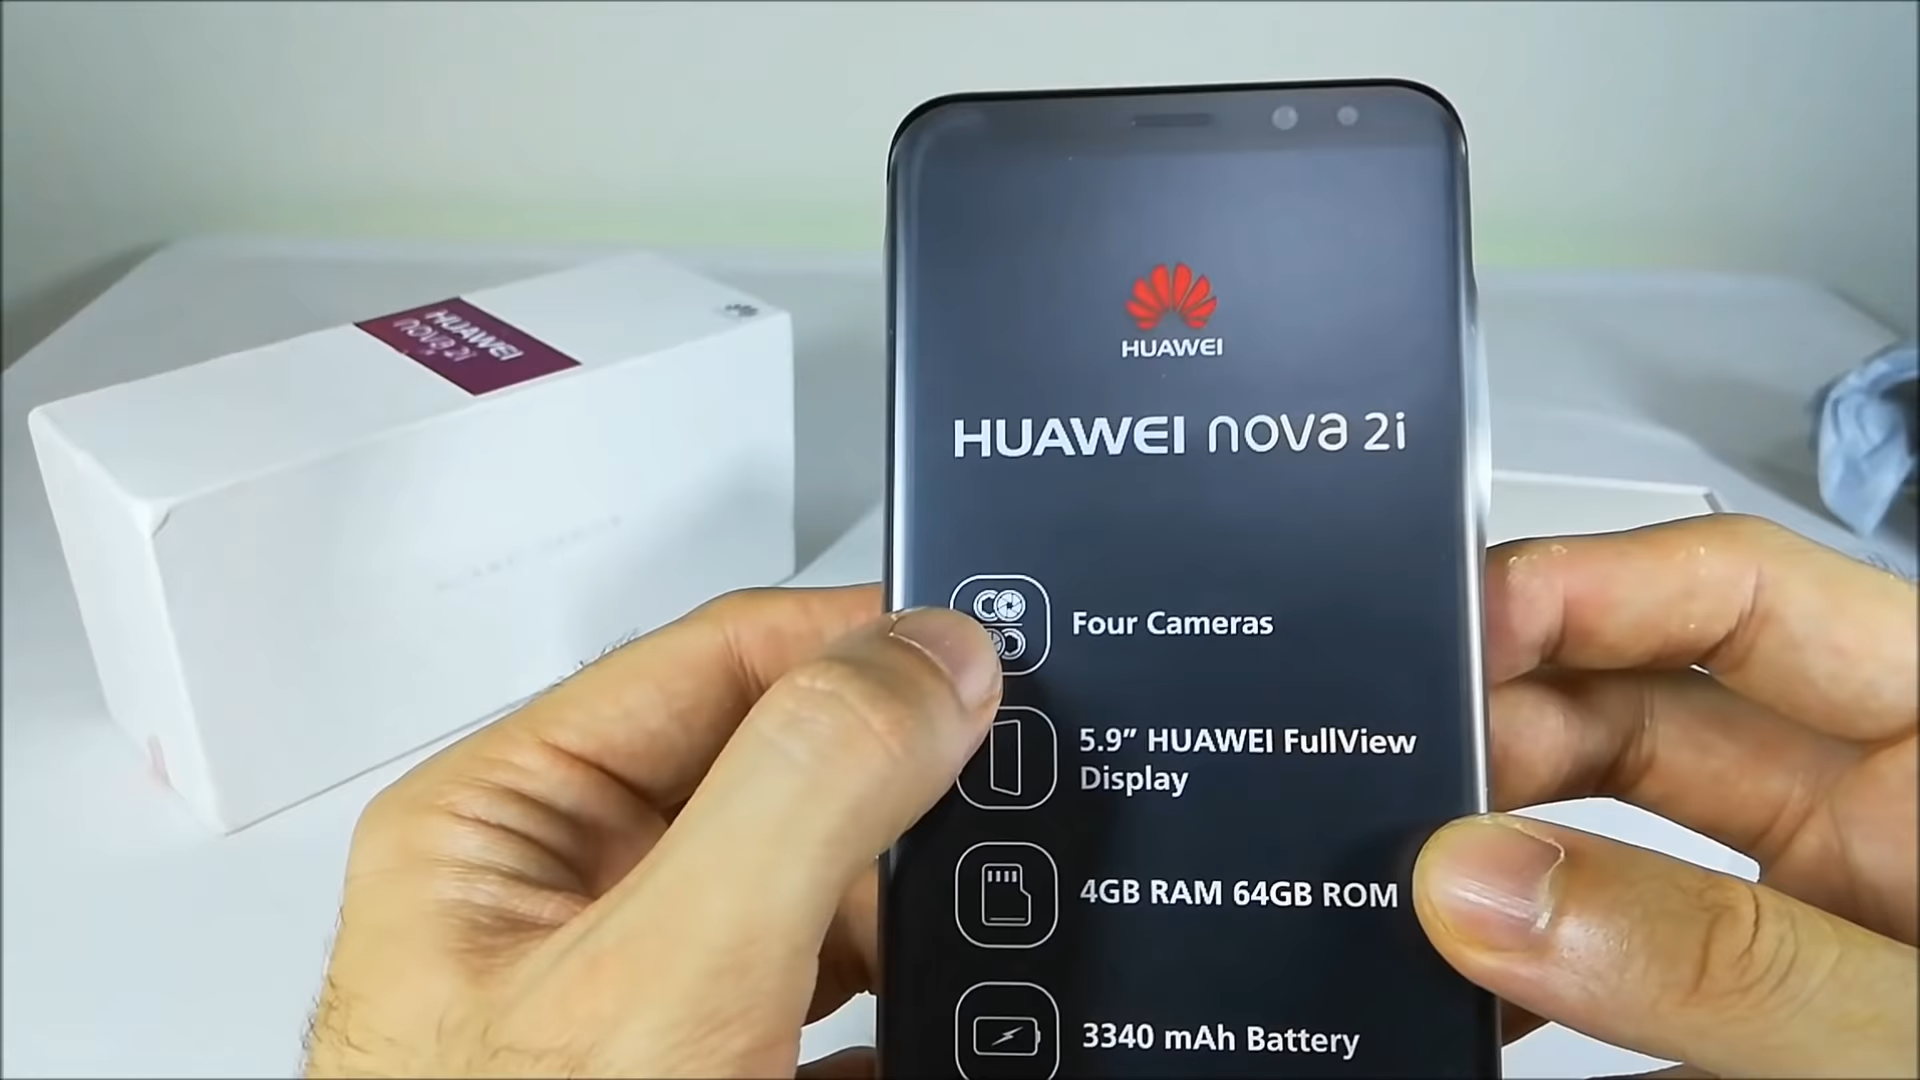 HUAWEI
nova 2i
HUAWEI
HUAWEI nova 2i
Four Cameras
5.9” HUAWEI FullView
Display
4GB RAM 64GB ROM
3340 mAh Battery